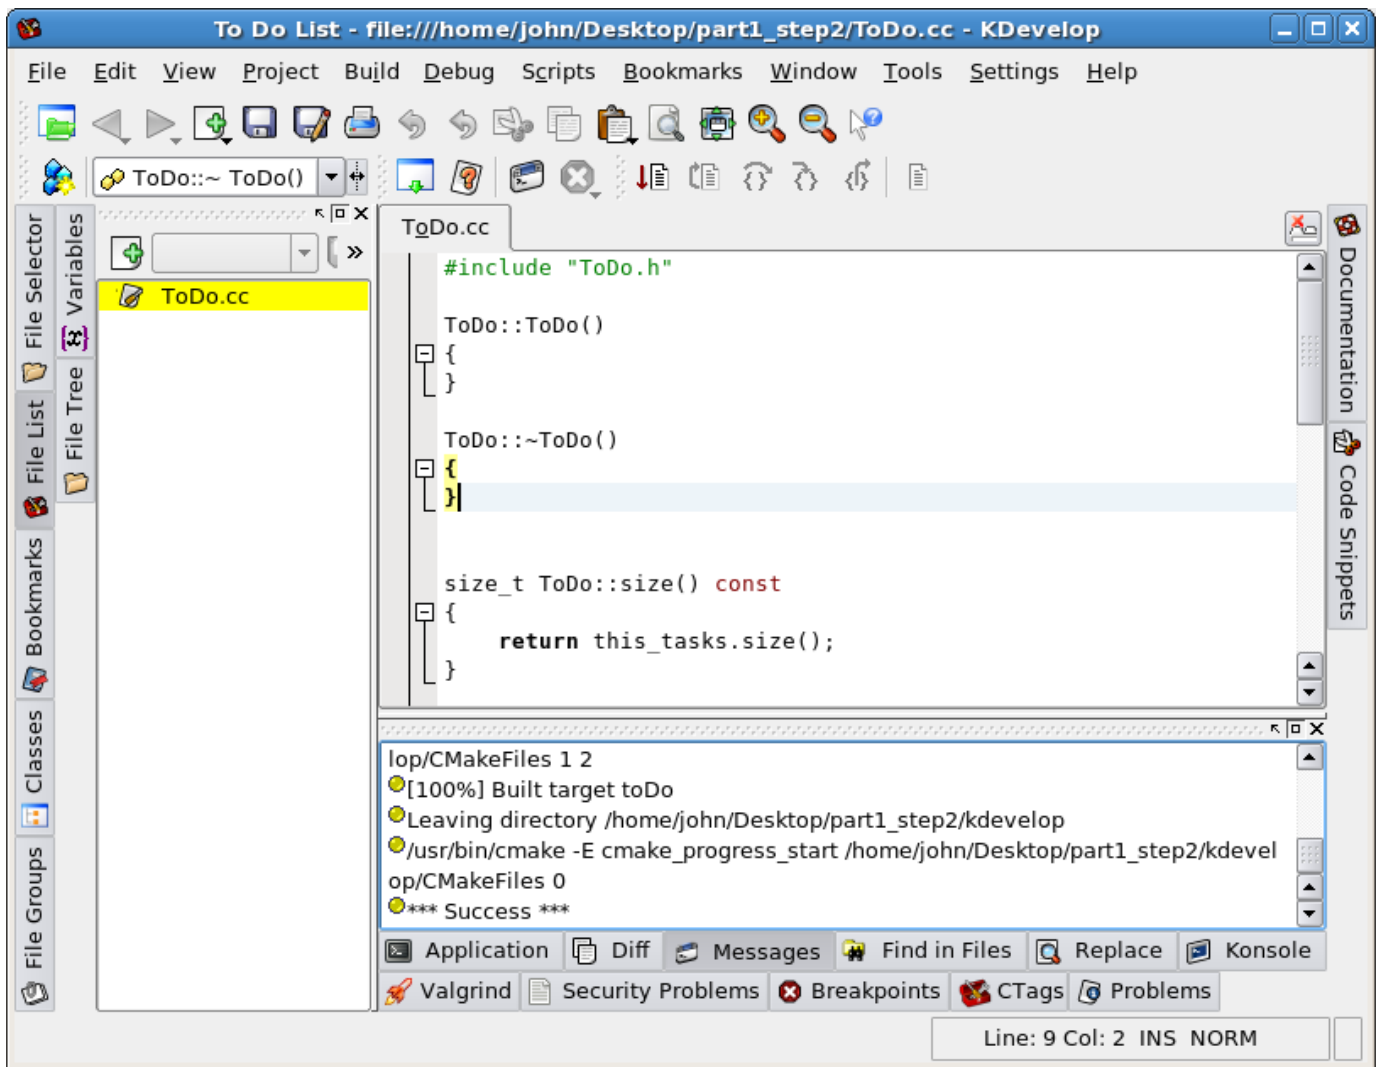 To Do List - file:///home/john/Desktop/part1_step2/ToDo.cc - KDevelop
File Edit View Project Build Debug Scripts Bookmarks Window Tools Settings Help
ToDo::~ ToDo()
File Selector
File List
Bookmarks
Classes
File Groups
{x} Variables
File Tree
»
ToDo.cc
ToDo.cc
#include "ToDo.h"
ToDo::ToDo()
{
}
ToDo::~ToDo()
{
}
size_t ToDo::size() const
{
return this_tasks.size();
}
Documentation
Code Snippets
lop/CMakeFiles 1 2
[100%] Built target toDo
Leaving directory /home/john/Desktop/part1_step2/kdevelop
/usr/bin/cmake -E cmake_progress_start /home/john/Desktop/part1_step2/kdevel
op/CMakeFiles 0
*** Success ***
Application Diff Messages Find in Files Replace Konsole
Valgrind Security Problems Breakpoints CTags Problems
Line: 9 Col: 2 INS NORM